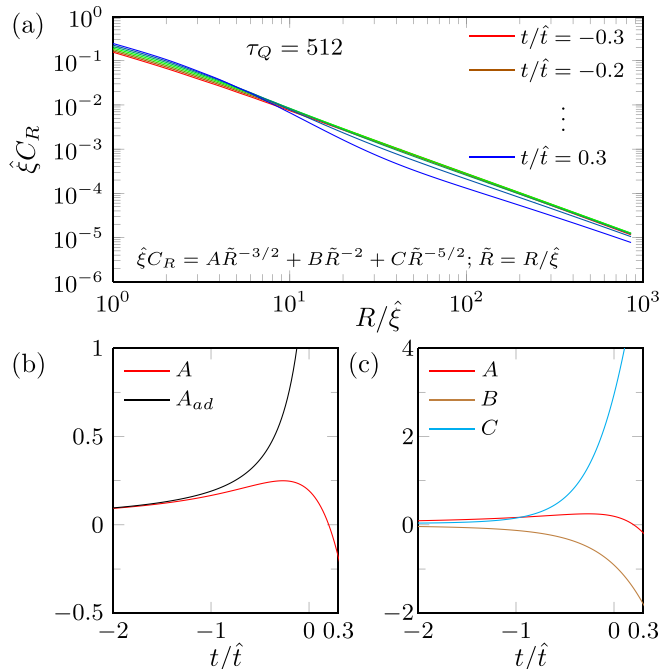 (a)
τ_Q = 512
t/t̂ = −0.3
t/t̂ = −0.2
⋮
t/t̂ = 0.3
ξ̂C_R
10^0
10^−1
10^−2
10^−3
10^−4
10^−5
10^−6
ξ̂C_R = AR̃^−3/2 + BR̃^−2 + CR̃^−5/2; R̃ = R/ξ̂
10^0 10^1 10^2 10^3
R/ξ̂
(b)
A
A_ad
1
0.5
0
−0.5
−2 −1 0 0.3
t/t̂
(c)
A
B
C
4
2
0
−2
−2 −1 0 0.3
t/t̂